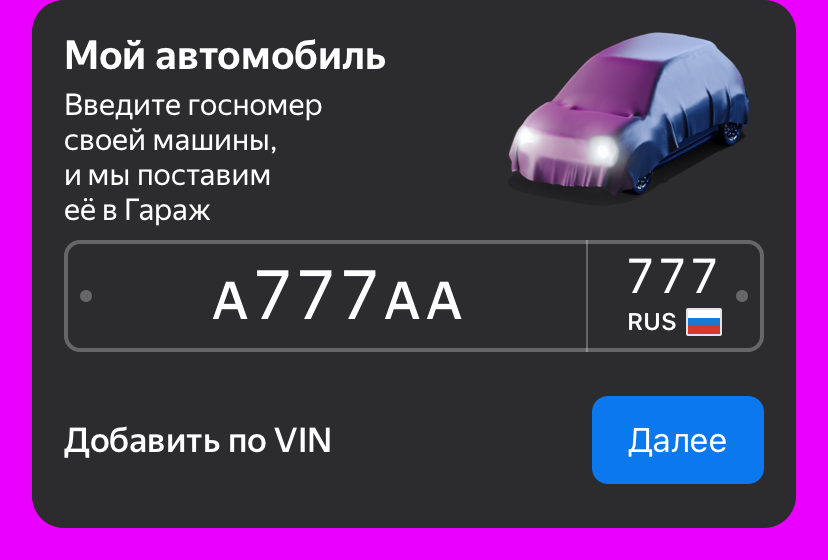 Мой автомобиль
Введите госномер
своей машины,
и мы поставим
её в Гараж
А777АА
777
RUS
Добавить по VIN
Далее